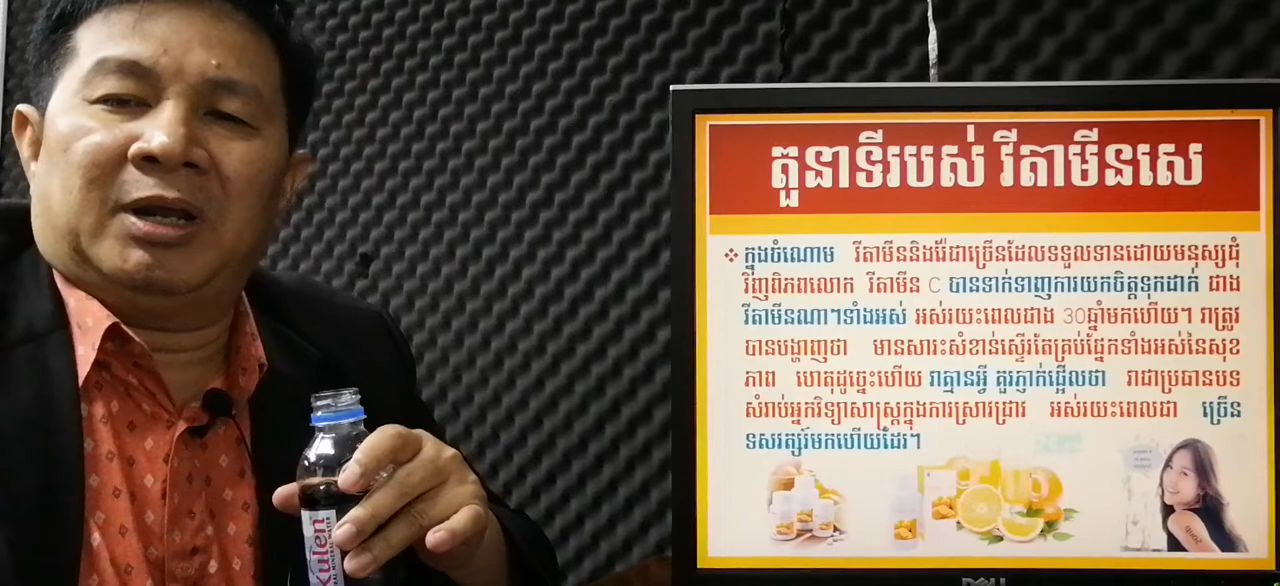 តួនាទីរបស់ វីតាមីនសេ
❖ ក្នុងចំណោម វីតាមីននិងរ៉ែជាច្រើនដែលទទួលទានដោយមនុស្សជុំ
វិញពិភពលោក វីតាមីន C បានទាក់ទាញការយកចិត្តទុកដាក់ ជាង
វីតាមីនណាៗទាំងអស់ អស់រយះពេលជាង 30ឆ្នាំមកហើយ។ វាត្រូវ
បានបង្ហាញថា មានសារះសំខាន់ស្ទើរតែគ្រប់ផ្នែកទាំងអស់នៃសុខ
ភាព ហេតុដូច្នេះហើយ វាគ្មានអ្វី គួរភ្ញាក់ផ្អើលថា វាជាប្រធានបទ
សំរាប់អ្នកវិទ្យាសាស្ត្រក្នុងការស្រាវជ្រាវ អស់រយះពេលជា ច្រើន
ទសវត្សរ៍មកហើយដែរ។
Kulen
RAL MINERAL WATER
DELL